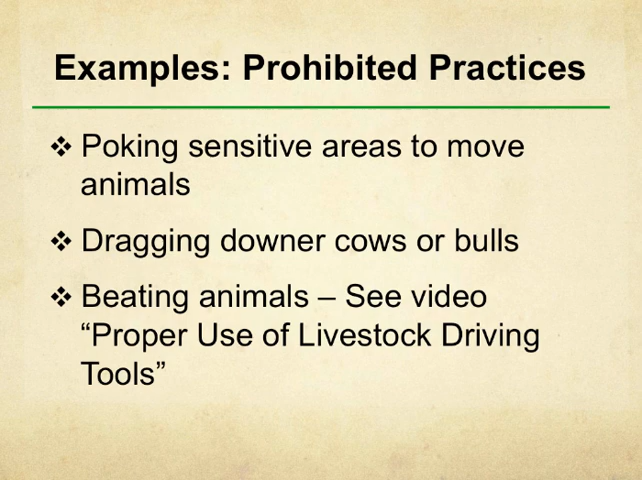 Examples: Prohibited Practices
❖ Poking sensitive areas to move
animals
❖ Dragging downer cows or bulls
❖ Beating animals – See video
“Proper Use of Livestock Driving
Tools”